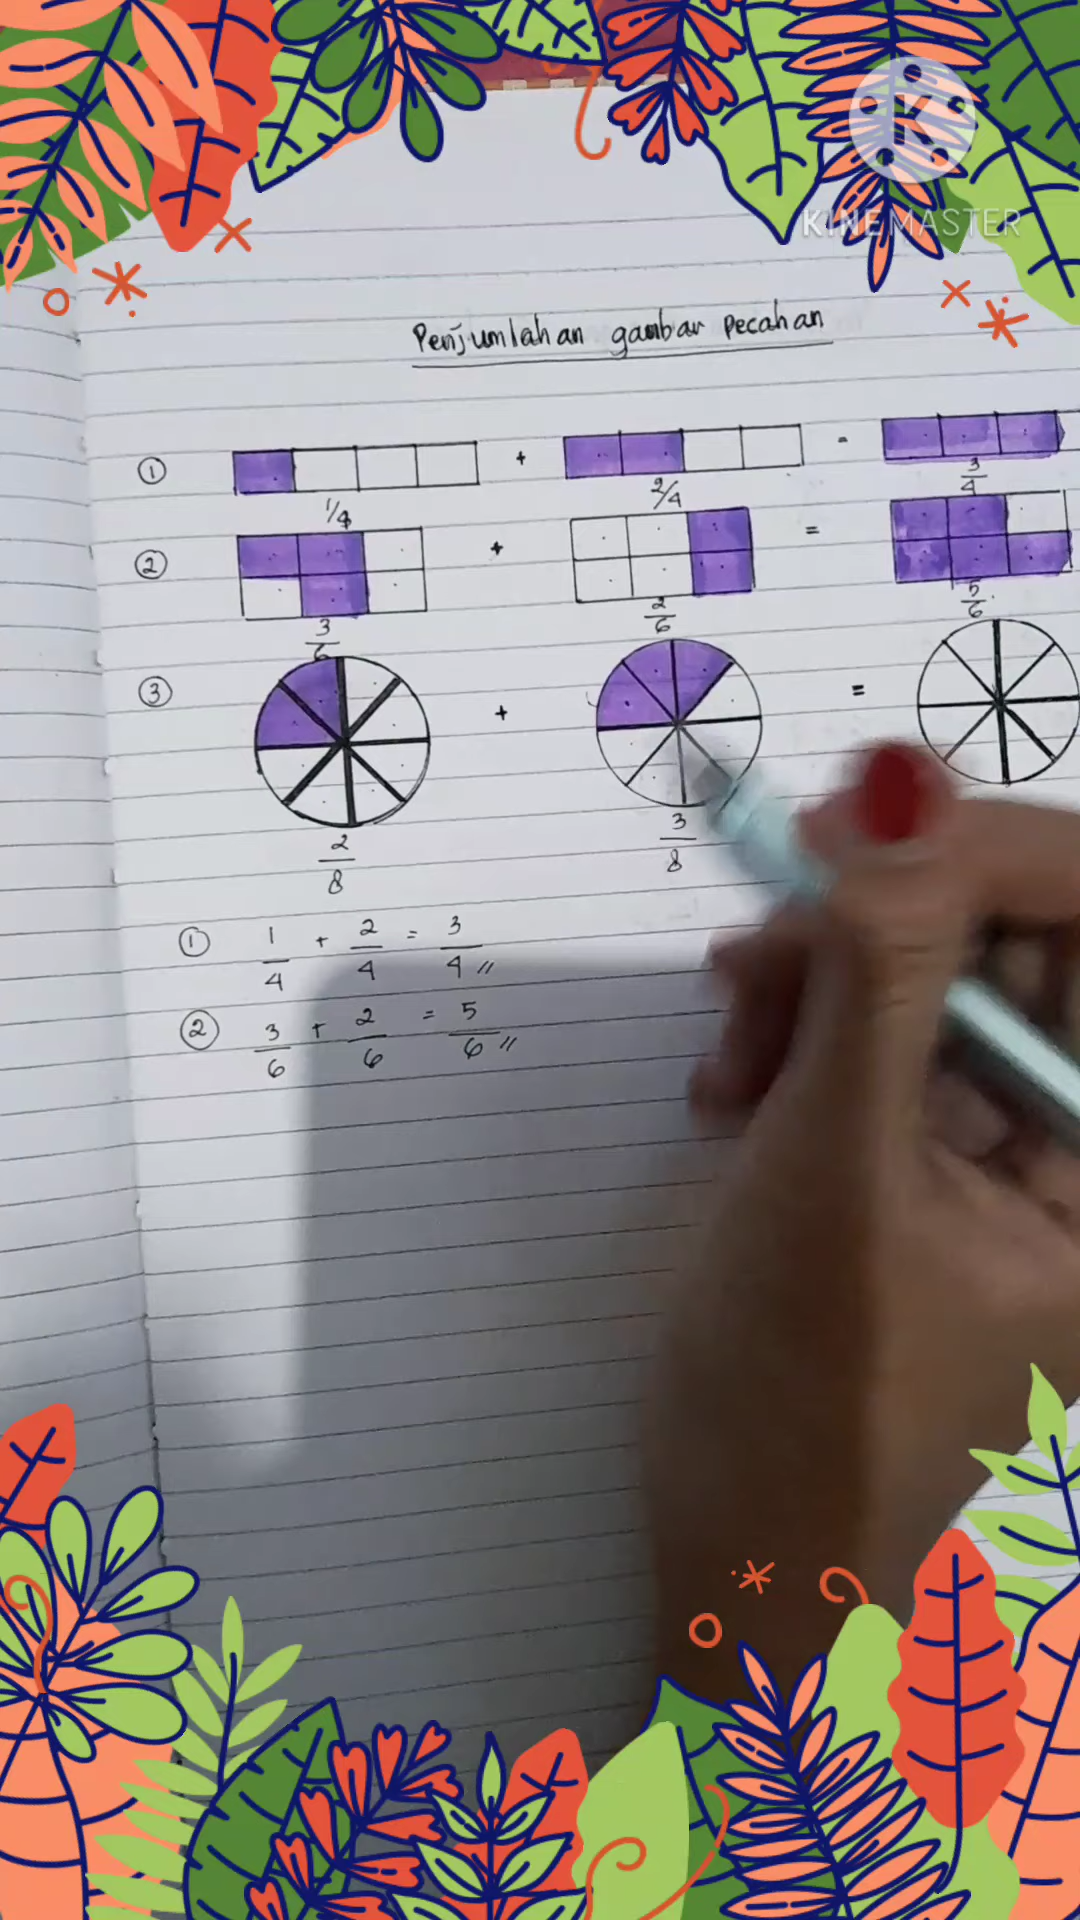 KINEMASTER
Penjumlahan gambar pecahan
① + =
1/4 2/4 3/4
② + =
3/6 2/6 5/6
③ + =
2/8 3/8
① 1/4 + 2/4 = 3/4 //
② 3/6 + 2/6 = 5/6 //